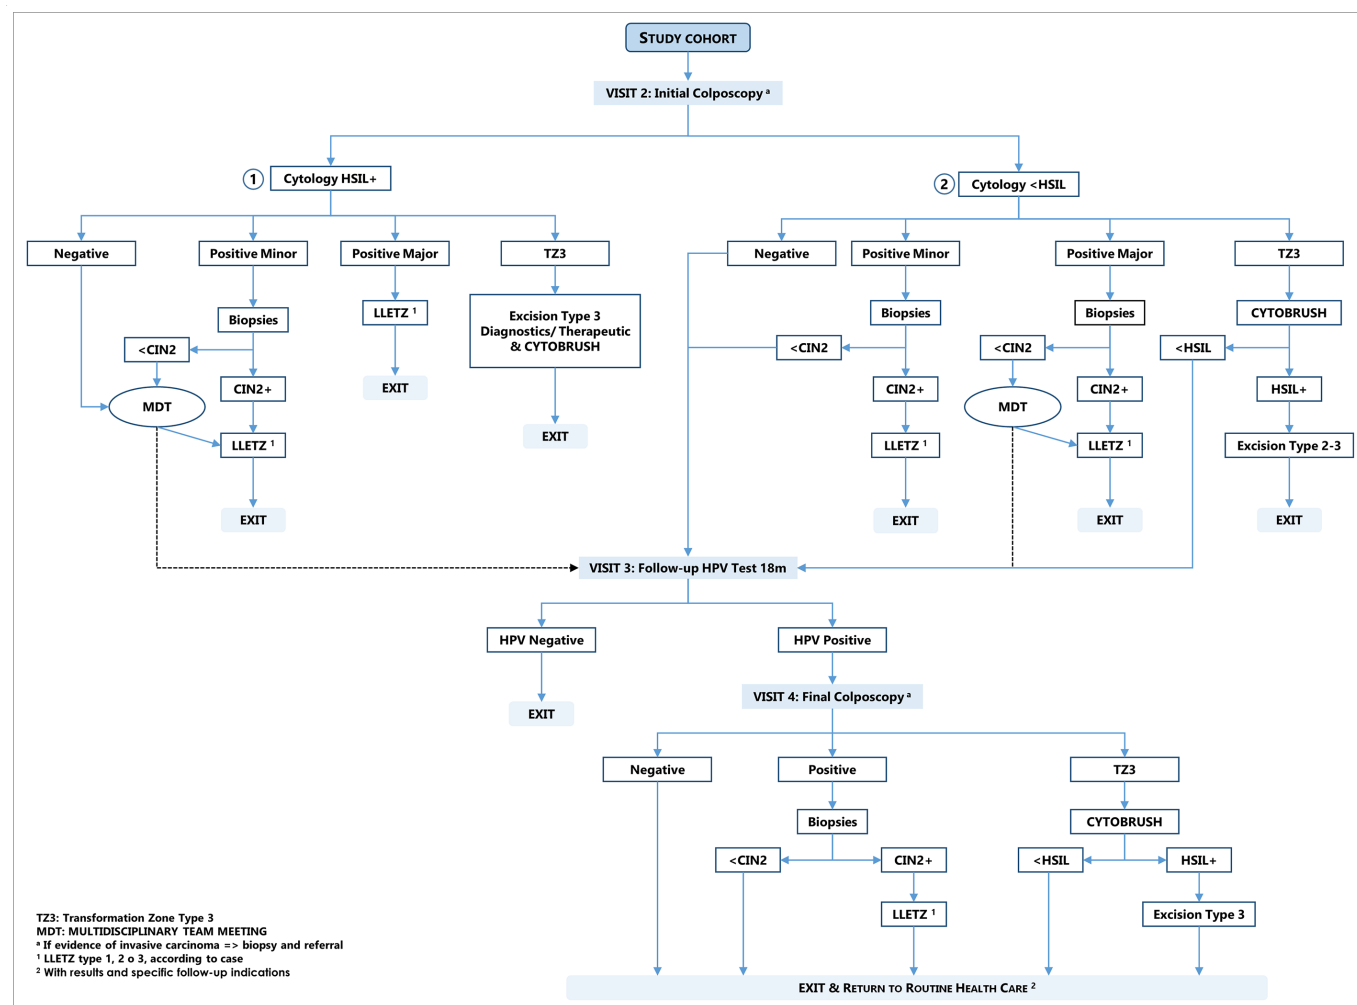 STUDY COHORT
VISIT 2: Initial Colposcopy ª
1
Cytology HSIL+
2
Cytology <HSIL
Negative
Positive Minor
Positive Major
TZ3
Negative
Positive Minor
Positive Major
TZ3
Biopsies
LLETZ ¹
Excision Type 3
Diagnostics/ Therapeutic
& CYTOBRUSH
Biopsies
Biopsies
CYTOBRUSH
<CIN2
<CIN2
<CIN2
<HSIL
CIN2+
EXIT
CIN2+
CIN2+
HSIL+
MDT
MDT
LLETZ ¹
EXIT
LLETZ ¹
LLETZ ¹
Excision Type 2-3
EXIT
EXIT
EXIT
EXIT
VISIT 3: Follow-up HPV Test 18m
HPV Negative
HPV Positive
EXIT
VISIT 4: Final Colposcopy ª
Negative
Positive
TZ3
Biopsies
CYTOBRUSH
<CIN2
CIN2+
<HSIL
HSIL+
LLETZ ¹
Excision Type 3
EXIT & RETURN TO ROUTINE HEALTH CARE ²
TZ3: Transformation Zone Type 3
MDT: MULTIDISCIPLINARY TEAM MEETING
ª If evidence of invasive carcinoma => biopsy and referral
¹ LLETZ type 1, 2 o 3, according to case
² With results and specific follow-up indications